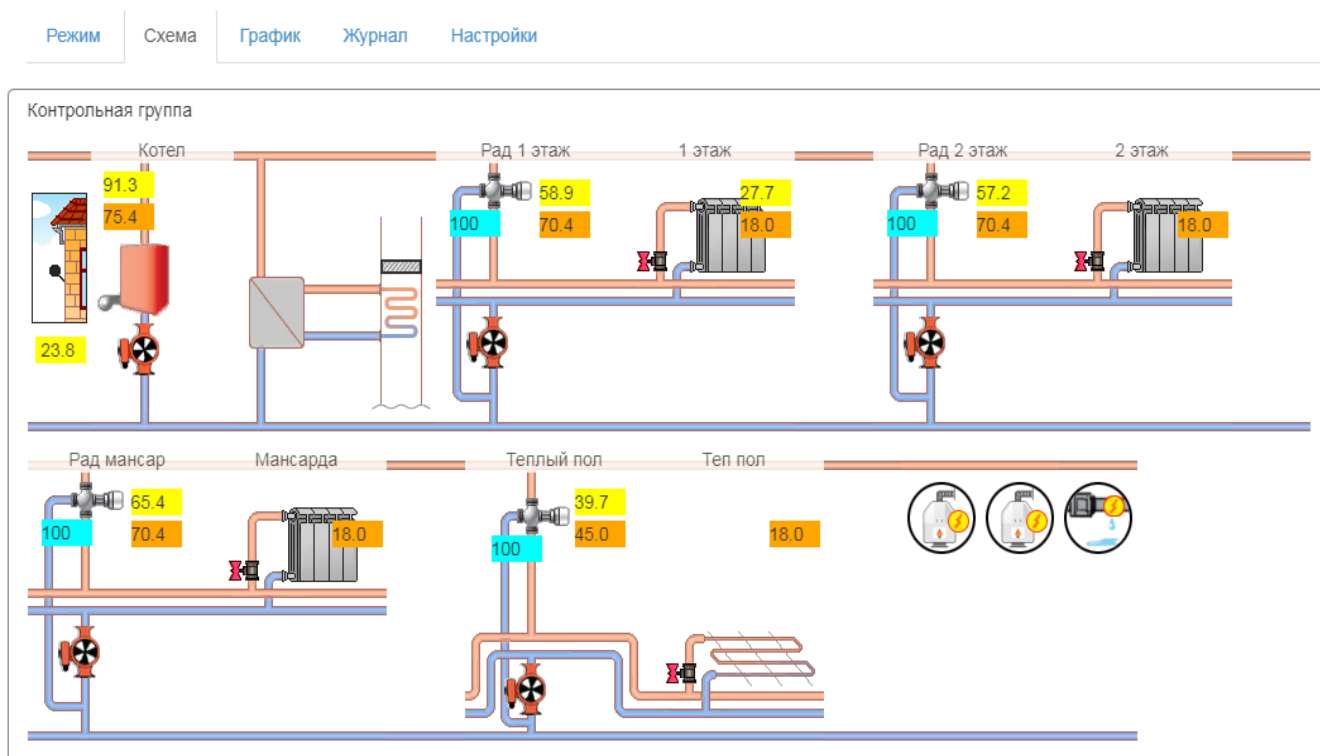 Режим Схема График Журнал Настройки
Контрольная группа
Котел Рад 1 этаж 1 этаж Рад 2 этаж 2 этаж
91.3 58.9 27.7 57.2
75.4 100 70.4 18.0 100 70.4 18.0
23.8
Рад мансар Мансарда Теплый пол Теп пол
65.4 39.7
100 70.4 18.0 100 45.0 18.0